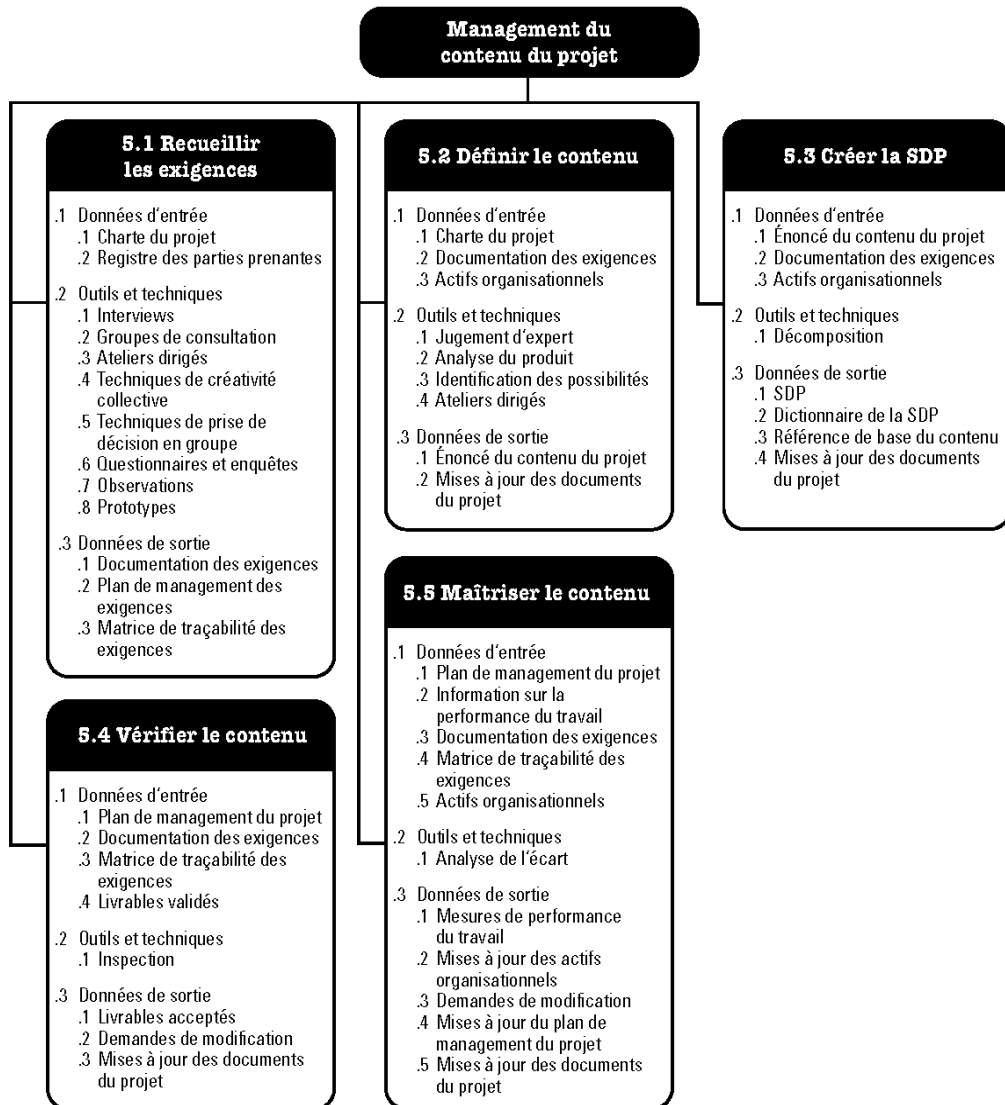 Management du
contenu du projet
5.1 Recueillir
les exigences
.1 Données d'entrée
.1 Charte du projet
.2 Registre des parties prenantes
.2 Outils et techniques
.1 Interviews
.2 Groupes de consultation
.3 Ateliers dirigés
.4 Techniques de créativité
collective
.5 Techniques de prise de
décision en groupe
.6 Questionnaires et enquêtes
.7 Observations
.8 Prototypes
.3 Données de sortie
.1 Documentation des exigences
.2 Plan de management des
exigences
.3 Matrice de traçabilité des
exigences
5.2 Définir le contenu
.1 Données d'entrée
.1 Charte du projet
.2 Documentation des exigences
.3 Actifs organisationnels
.2 Outils et techniques
.1 Jugement d'expert
.2 Analyse du produit
.3 Identification des possibilités
.4 Ateliers dirigés
.3 Données de sortie
.1 Énoncé du contenu du projet
.2 Mises à jour des documents
du projet
5.3 Créer la SDP
.1 Données d'entrée
.1 Énoncé du contenu du projet
.2 Documentation des exigences
.3 Actifs organisationnels
.2 Outils et techniques
.1 Décomposition
.3 Données de sortie
.1 SDP
.2 Dictionnaire de la SDP
.3 Référence de base du contenu
.4 Mises à jour des documents
du projet
5.4 Vérifier le contenu
.1 Données d'entrée
.1 Plan de management du projet
.2 Documentation des exigences
.3 Matrice de traçabilité des
exigences
.4 Livrables validés
.2 Outils et techniques
.1 Inspection
.3 Données de sortie
.1 Livrables acceptés
.2 Demandes de modification
.3 Mises à jour des documents
du projet
5.5 Maîtriser le contenu
.1 Données d'entrée
.1 Plan de management du projet
.2 Information sur la
performance du travail
.3 Documentation des exigences
.4 Matrice de traçabilité des
exigences
.5 Actifs organisationnels
.2 Outils et techniques
.1 Analyse de l'écart
.3 Données de sortie
.1 Mesures de performance
du travail
.2 Mises à jour des actifs
organisationnels
.3 Demandes de modification
.4 Mises à jour du plan de
management du projet
.5 Mises à jour des documents
du projet